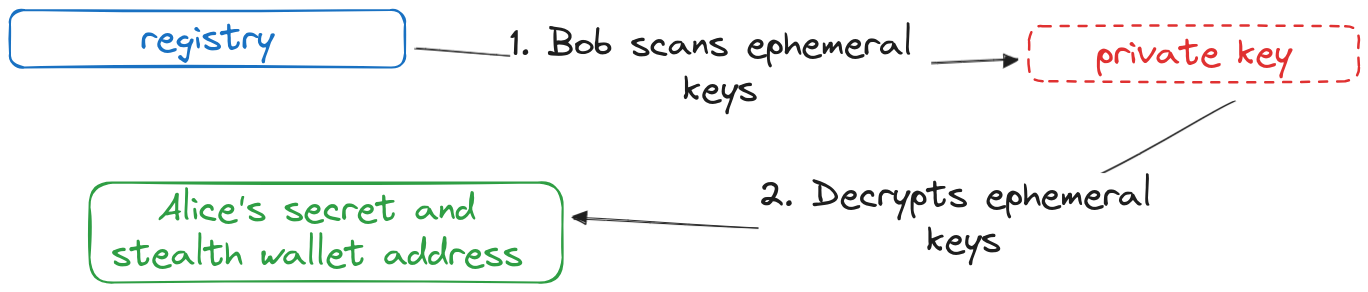 registry
1. Bob scans ephemeral
keys
private key
2. Decrypts ephemeral
keys
Alice's secret and
stealth wallet address